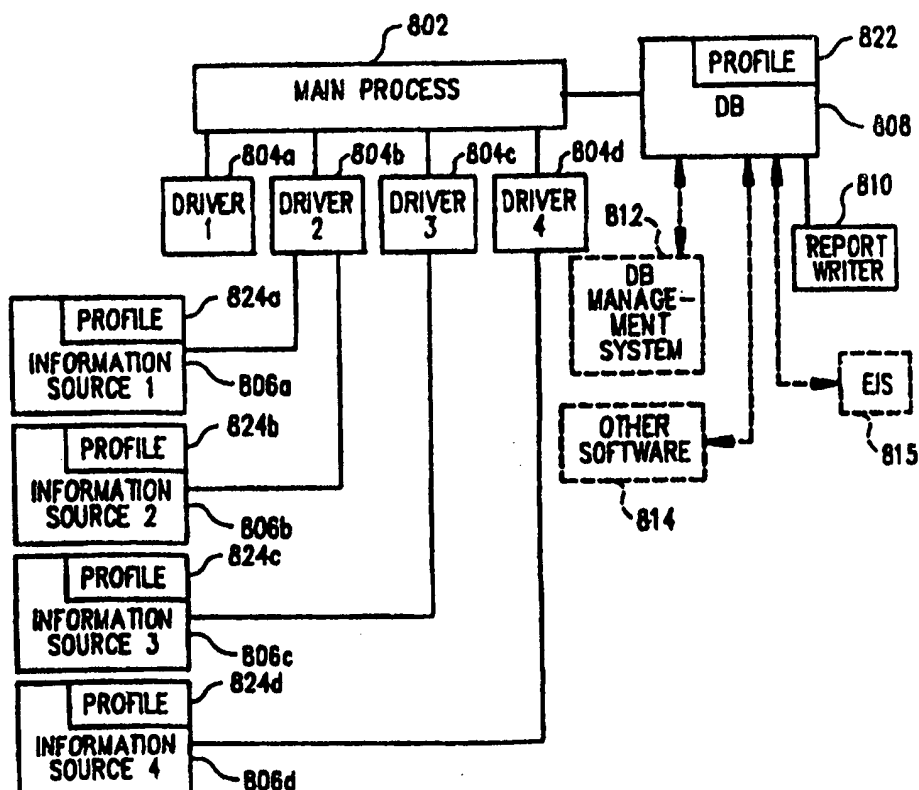 802
MAIN PROCESS
PROFILE
822
DB
808
804a
804b
804c
804d
DRIVER
1
DRIVER
2
DRIVER
3
DRIVER
4
810
REPORT
WRITER
812
DB
MANAGE-
MENT
SYSTEM
EIS
815
OTHER
SOFTWARE
814
824a
PROFILE
INFORMATION
SOURCE 1
806a
824b
PROFILE
INFORMATION
SOURCE 2
806b
824c
PROFILE
INFORMATION
SOURCE 3
806c
824d
PROFILE
INFORMATION
SOURCE 4
806d